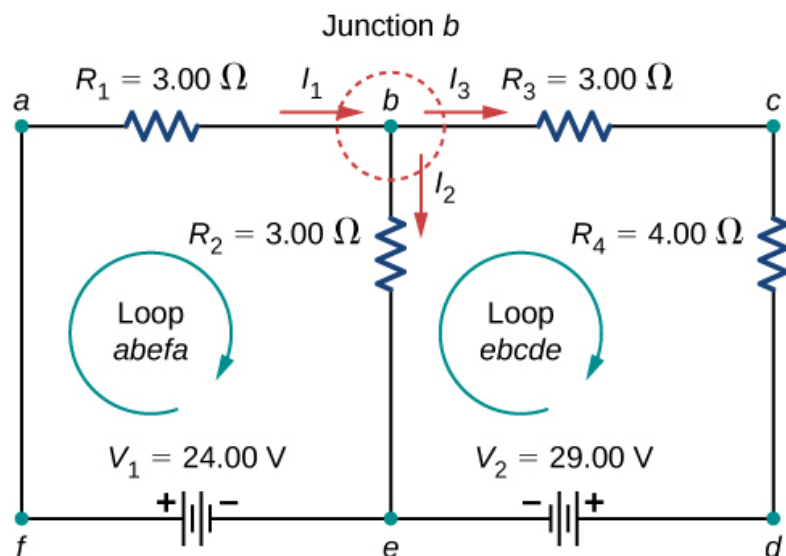 Junction b
R₁ = 3.00 Ω I₁ I₃ R₃ = 3.00 Ω
a b c
I₂
R₂ = 3.00 Ω R₄ = 4.00 Ω
Loop
abefa
Loop
ebcde
V₁ = 24.00 V V₂ = 29.00 V
+ − − +
f e d